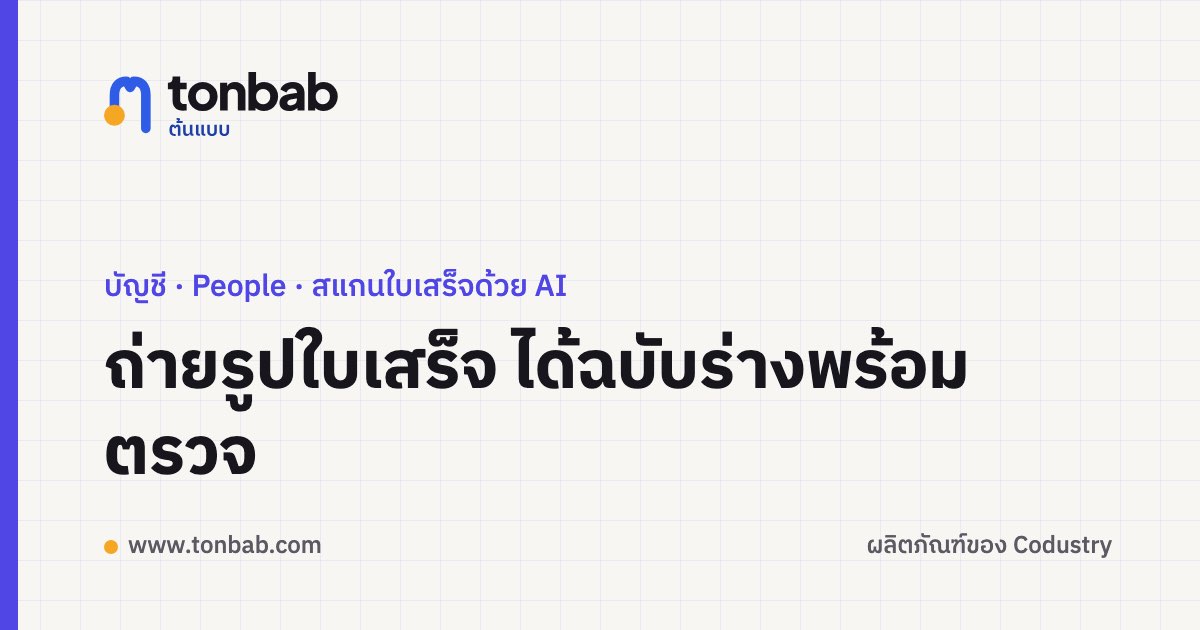 tonbab
ต้นแบบ
บัญชี · People · สแกนใบเสร็จด้วย AI
ถ่ายรูปใบเสร็จ ได้ฉบับร่างพร้อม
ตรวจ
www.tonbab.com
ผลิตภัณฑ์ของ Codustry